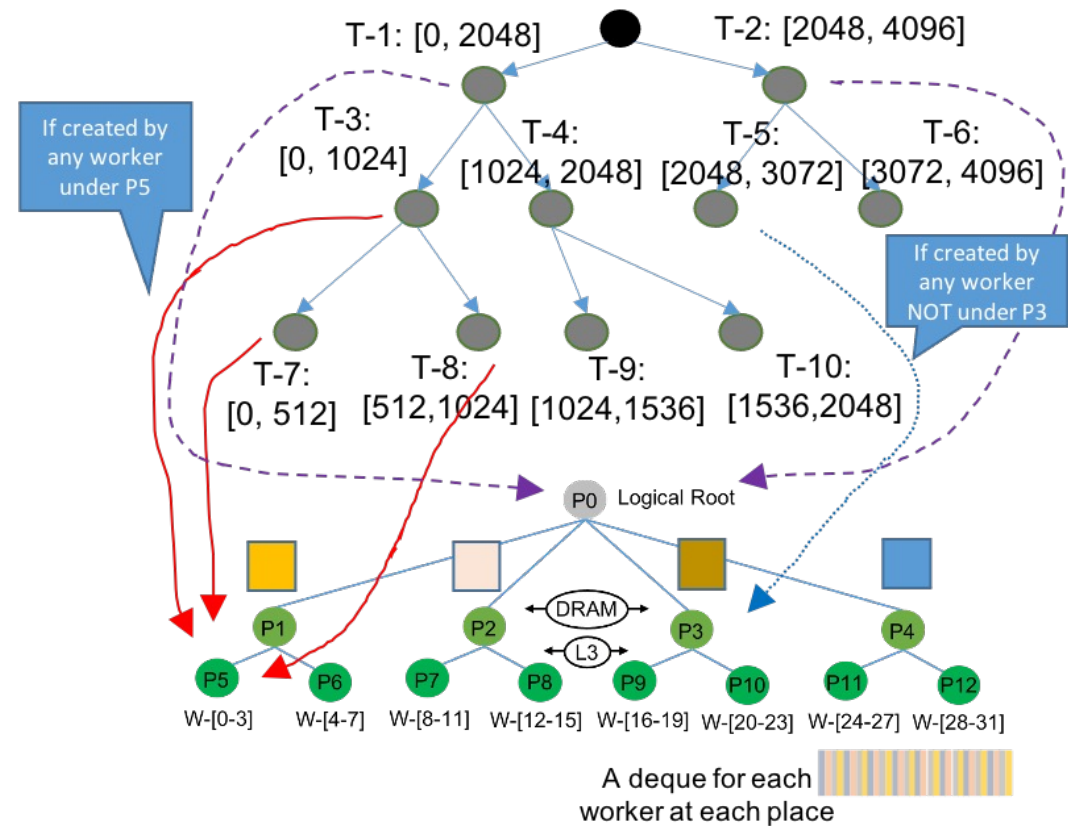 T-1: [0, 2048]
T-2: [2048, 4096]
If created by
any worker
under P5
T-3:
[0, 1024]
T-4:
[1024, 2048]
T-5:
[2048, 3072]
T-6:
[3072, 4096]
If created by
any worker
NOT under P3
T-7:
[0, 512]
T-8:
[512,1024]
T-9:
[1024,1536]
T-10:
[1536,2048]
P0
Logical Root
DRAM
L3
P1
P2
P3
P4
P5
P6
P7
P8
P9
P10
P11
P12
W-[0-3]
W-[4-7]
W-[8-11]
W-[12-15]
W-[16-19]
W-[20-23]
W-[24-27]
W-[28-31]
A deque for each
worker at each place